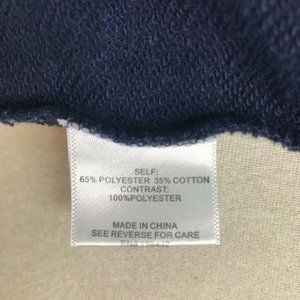 SELF:
65% POLYESTER 35% COTTON
CONTRAST:
100%POLYESTER
MADE IN CHINA
SEE REVERSE FOR CARE